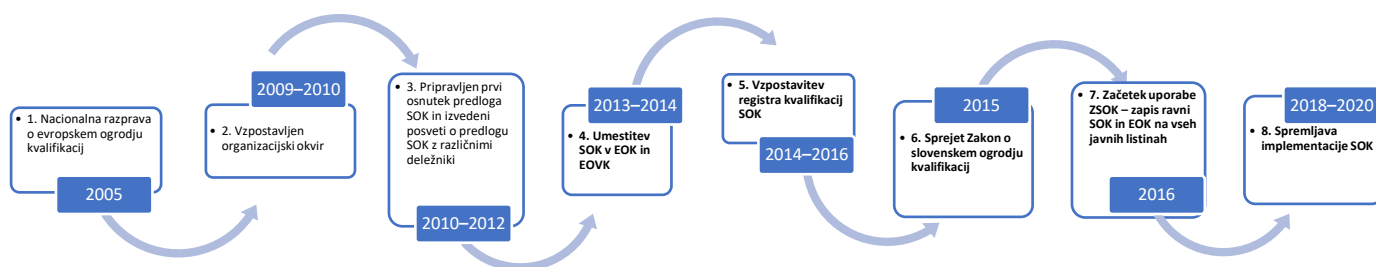 • 1. Nacionalna razprava
o evropskem ogrodju
kvalifikacij
2005
2009–2010
• 2. Vzpostavljen
organizacijski okvir
• 3. Pripravljen prvi
osnutek predloga
SOK in izvedeni
posveti o predlogu
SOK z različnimi
deležniki
2010–2012
2013–2014
• 4. Umestitev
SOK v EOK in
EOVK
• 5. Vzpostavitev
registra kvalifikacij
SOK
2014–2016
2015
• 6. Sprejet Zakon o
slovenskem ogrodju
kvalifikacij
• 7. Začetek uporabe
ZSOK – zapis ravni
SOK in EOK na vseh
javnih listinah
2016
2018–2020
• 8. Spremljava
implementacije SOK